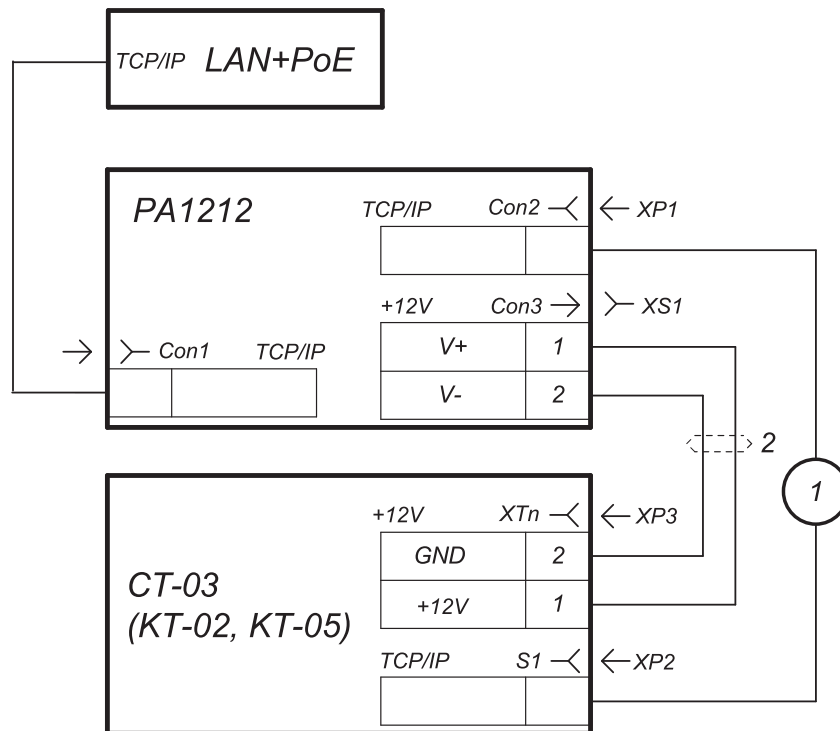 TCP/IP LAN+PoE
PA1212
TCP/IP Con2 XP1
+12V Con3 XS1
V+ 1
V- 2
Con1 TCP/IP
2
1
CT-03
(KT-02, KT-05)
+12V XTn XP3
GND 2
+12V 1
TCP/IP S1 XP2